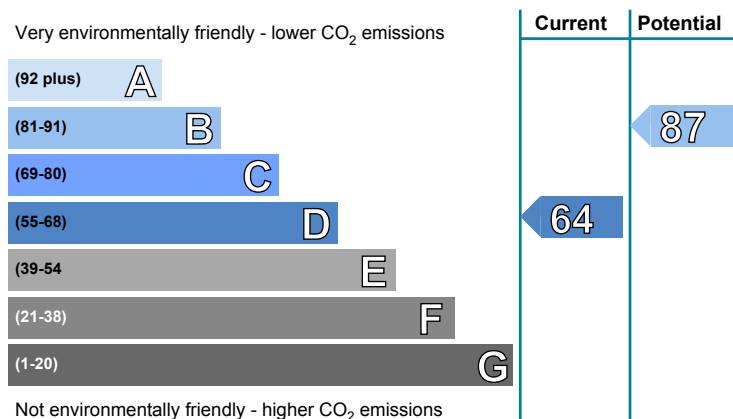 Very environmentally friendly - lower CO2 emissions
Current
Potential
(92 plus) A
(81-91) B
87
(69-80) C
(55-68) D
64
(39-54 E
(21-38) F
(1-20) G
Not environmentally friendly - higher CO2 emissions